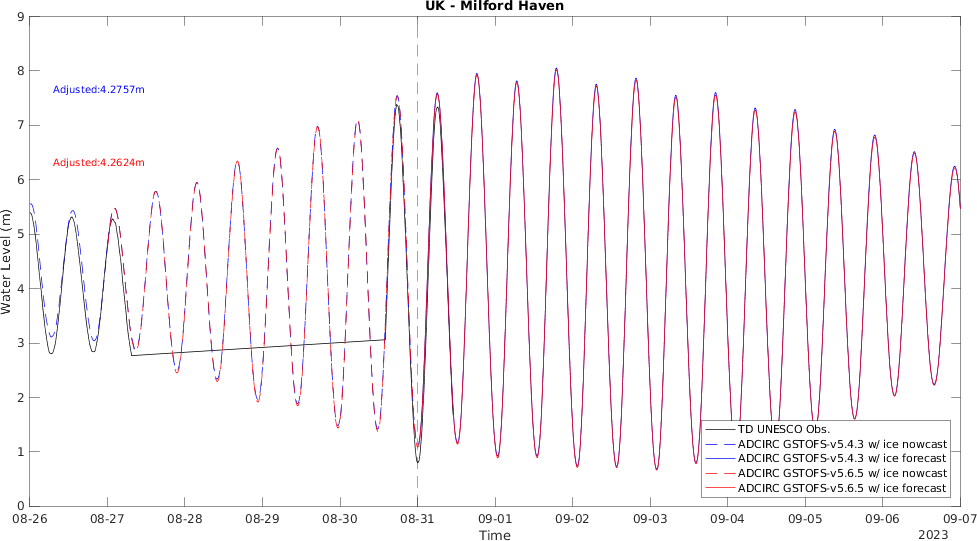 UK - Milford Haven
9
8
7
6
5
4
3
2
1
0
Water Level (m)
Adjusted:4.2757m
Adjusted:4.2624m
TD UNESCO Obs.
ADCIRC GSTOFS-v5.4.3 w/ ice nowcast
ADCIRC GSTOFS-v5.4.3 w/ ice forecast
ADCIRC GSTOFS-v5.6.5 w/ ice nowcast
ADCIRC GSTOFS-v5.6.5 w/ ice forecast
08-26 08-27 08-28 08-29 08-30 08-31 09-01 09-02 09-03 09-04 09-05 09-06 09-07
Time
2023